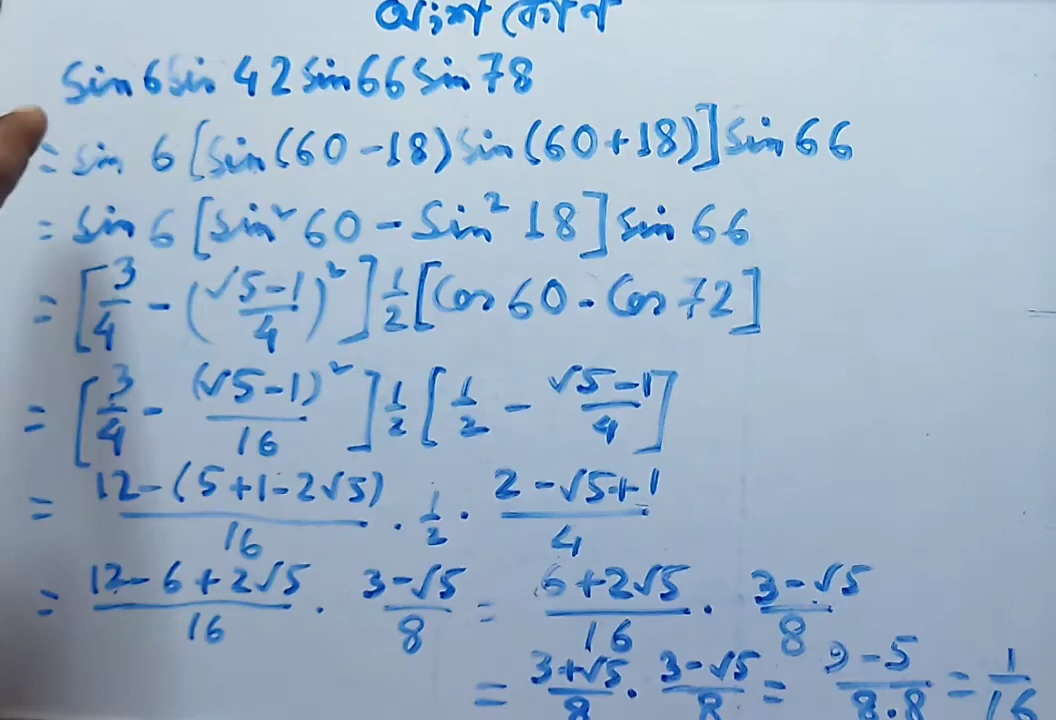 sin 6 sin 42 sin 66 sin 78
= sin 6 [sin(60-18) sin(60+18)] sin 66
= sin 6 [sin² 60 - sin² 18] sin 66
= [3/4 - (√5-1/4)²] 1/2 [cos 60 - cos 72]
= [3/4 - (√5-1)²/16] 1/2 [1/2 - √5-1/4]
= 12-(5+1-2√5)/16 . 1/2 . 2-√5+1/4
= 12-6+2√5/16 . 3-√5/8 = 6+2√5/16 . 3-√5/8
= 3+√5/8 . 3-√5/8 = 9-5/8.8 = 1/16